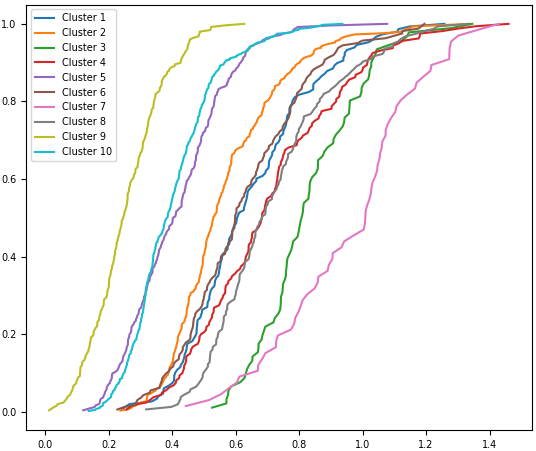 1.0
0.8
0.6
0.4
0.2
0.0
Cluster 1
Cluster 2
Cluster 3
Cluster 4
Cluster 5
Cluster 6
Cluster 7
Cluster 8
Cluster 9
Cluster 10
0.0 0.2 0.4 0.6 0.8 1.0 1.2 1.4